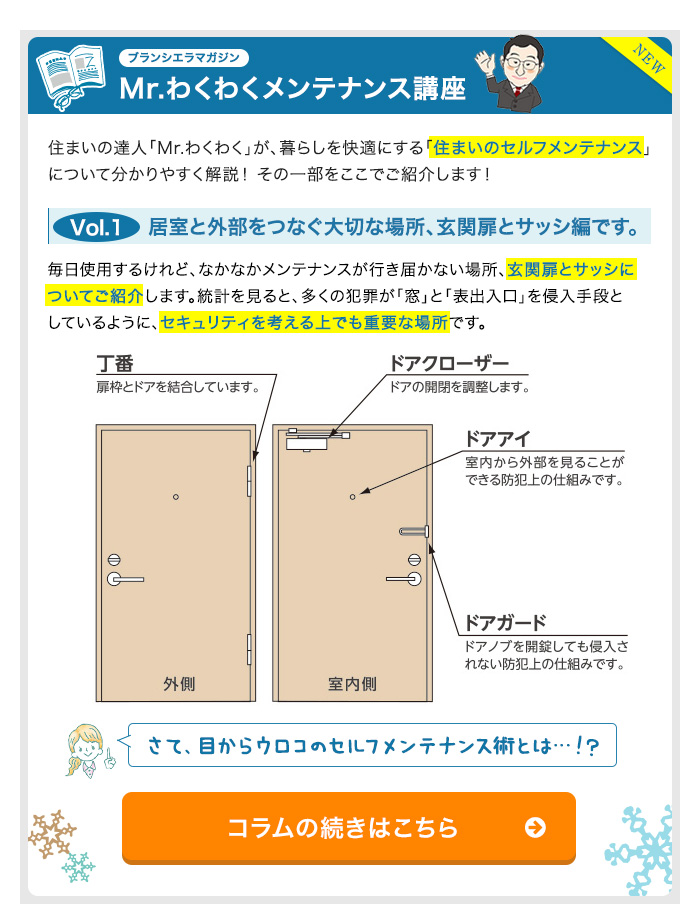 ブランシエラマガジン
Mr.わくわくメンテナンス講座
NEW
住まいの達人「Mr.わくわく」が、暮らしを快適にする「住まいのセルフメンテナンス」
について分かりやすく解説！ その一部をここでご紹介します！
Vol.1 居室と外部をつなぐ大切な場所、玄関扉とサッシ編です。
毎日使用するけれど、なかなかメンテナンスが行き届かない場所、玄関扉とサッシに
ついてご紹介します。統計を見ると、多くの犯罪が「窓」と「表出入口」を侵入手段と
しているように、セキュリティを考える上でも重要な場所です。
丁番
扉枠とドアを結合しています。
ドアクローザー
ドアの開閉を調整します。
ドアアイ
室内から外部を見ることが
できる防犯上の仕組みです。
ドアガード
ドアノブを開錠しても侵入さ
れない防犯上の仕組みです。
外側
室内側
さて、目からウロコのセルフメンテナンス術とは…！？
コラムの続きはこちら